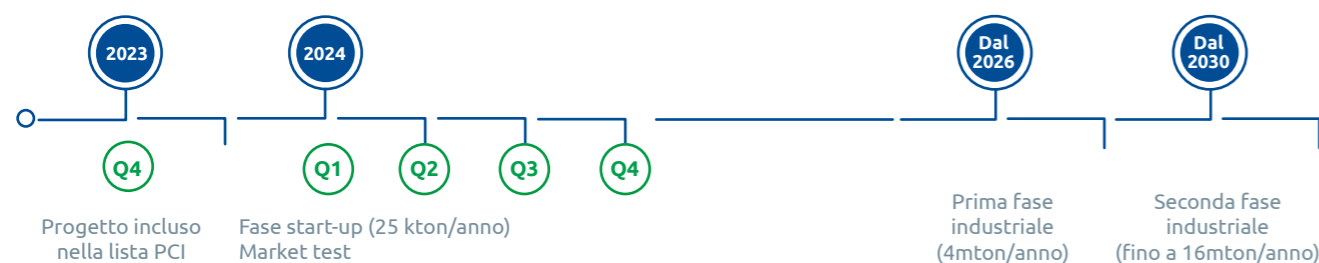 2023
2024
Dal
2026
Dal
2030
Q4
Q1
Q2
Q3
Q4
Progetto incluso
nella lista PCI
Fase start-up (25 kton/anno)
Market test
Prima fase
industriale
(4mton/anno)
Seconda fase
industriale
(fino a 16mton/anno)